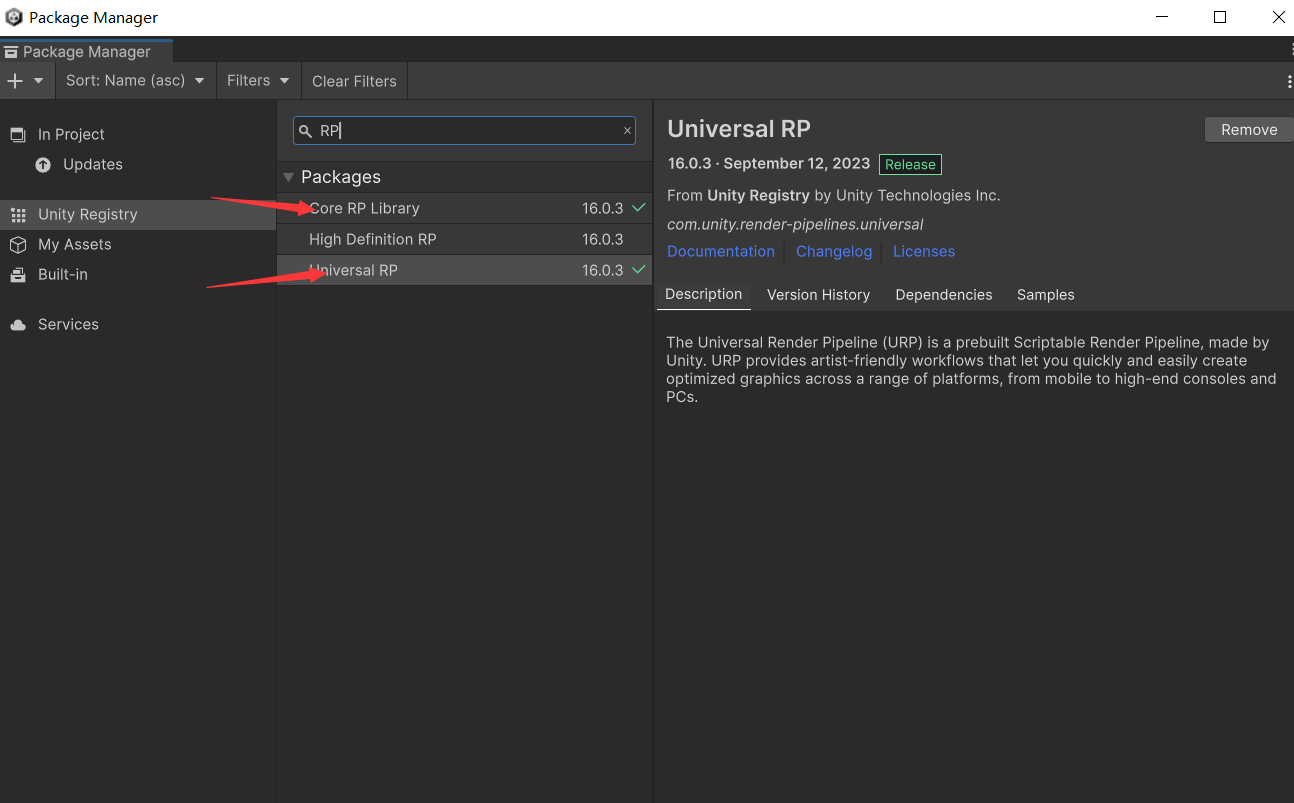 Package Manager
Package Manager
Sort: Name (asc) Filters Clear Filters
In Project
Updates
Unity Registry
My Assets
Built-in
Services
RP
Packages
Core RP Library 16.0.3
High Definition RP 16.0.3
Universal RP 16.0.3
Universal RP
Remove
16.0.3 · September 12, 2023 Release
From Unity Registry by Unity Technologies Inc.
com.unity.render-pipelines.universal
Documentation Changelog Licenses
Description Version History Dependencies Samples
The Universal Render Pipeline (URP) is a prebuilt Scriptable Render Pipeline, made by
Unity. URP provides artist-friendly workflows that let you quickly and easily create
optimized graphics across a range of platforms, from mobile to high-end consoles and
PCs.